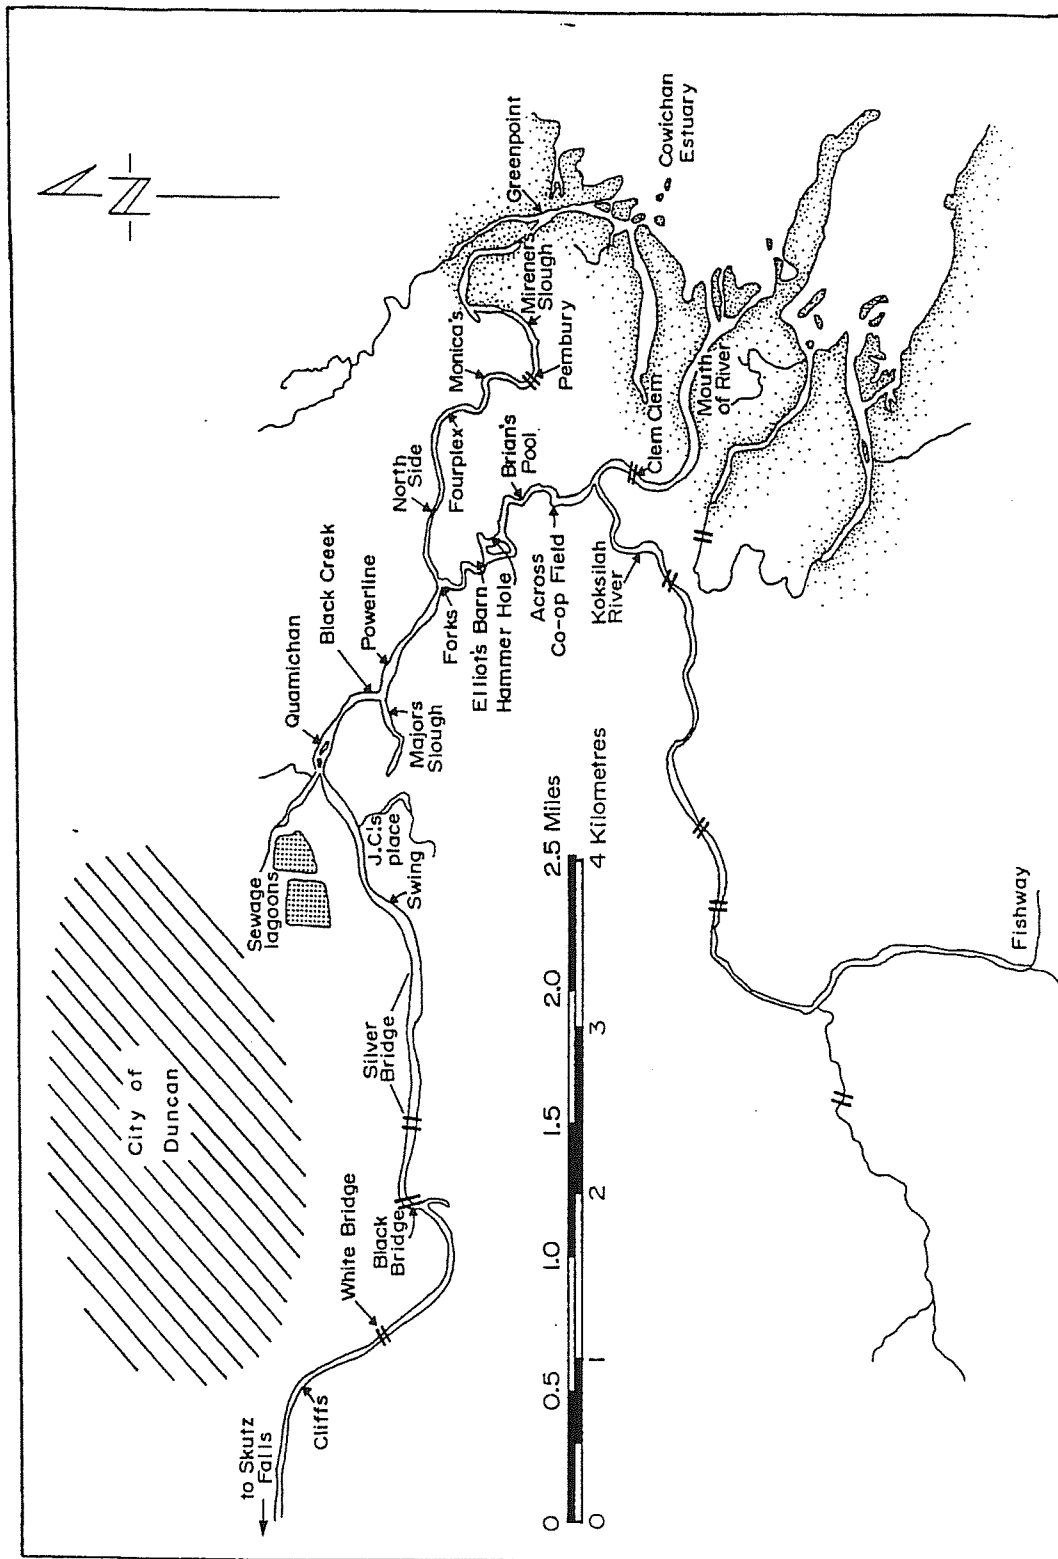 N
to Skutz
Falls
Cliffs
White Bridge
Black
Bridge
Silver
Bridge
City of
Duncan
Sewage
lagoons
Swing
J.C.'s
place
Quamichan
Majors
Slough
Black Creek
Powerline
Forks
Elliot's Barn
Hammer Hole
North
Side
Fourplex
Monica's
Brian's
Pool
Across
Co-op Field
Koksilah
River
Pembury
Mireners
Slough
Greenpoint
Clem Clem
Mouth
of River
Cowichan
Estuary
Fishway
0 0.5 1.0 1.5 2.0 2.5 Miles
0 1 2 3 4 Kilometres